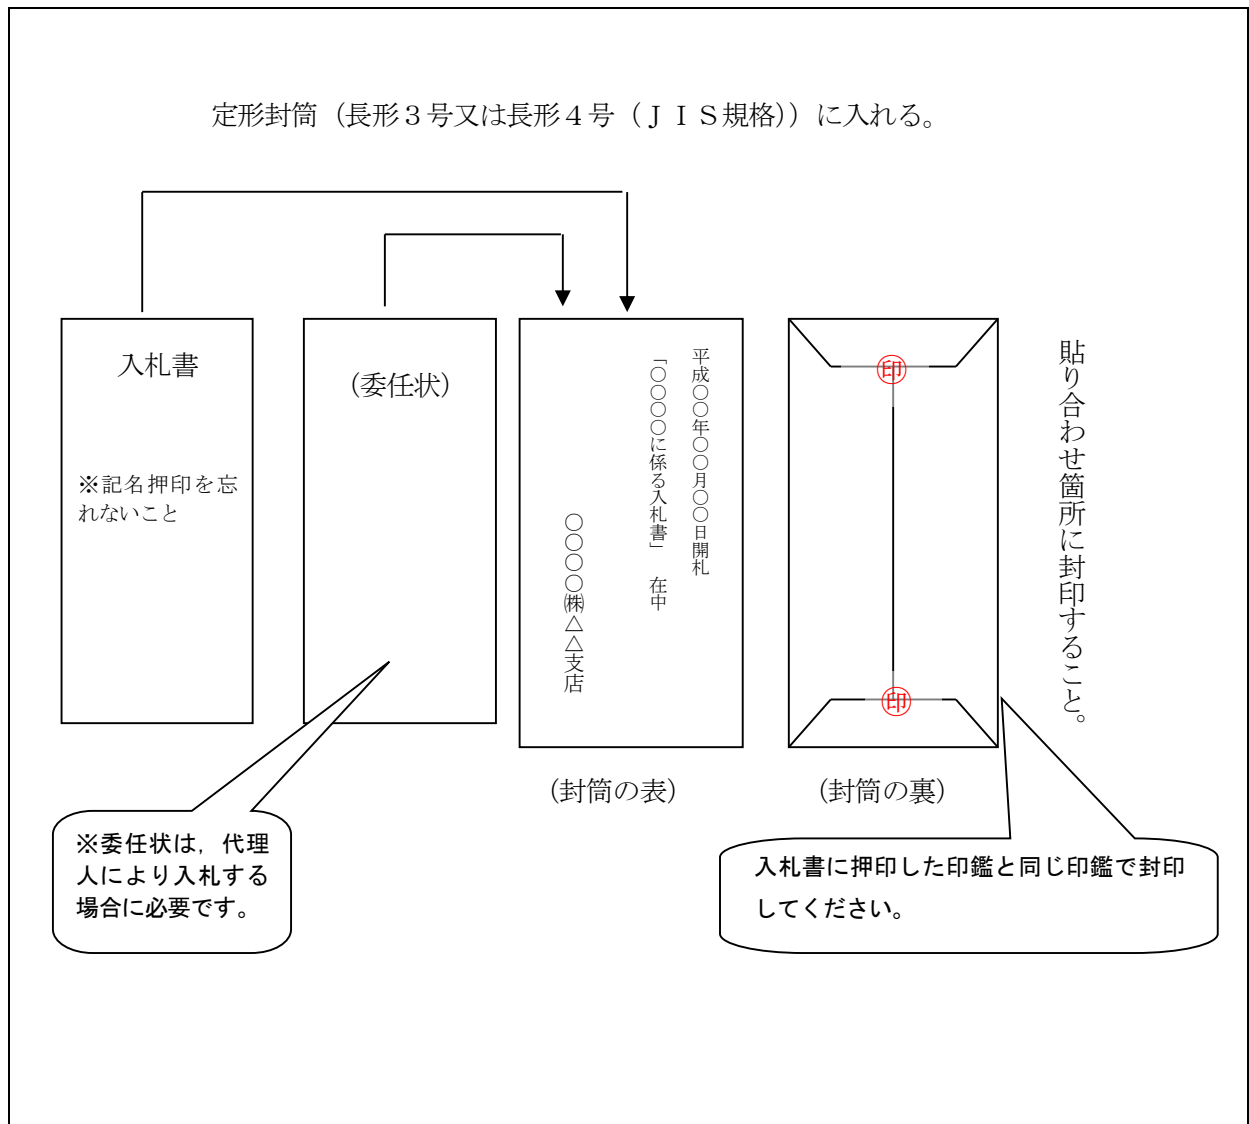 定形封筒（長形３号又は長形４号（ＪＩＳ規格））に入れる。
入札書
※記名押印を忘
れないこと
（委任状）
平成〇〇年〇〇月〇〇日開札
「〇〇〇〇に係る入札書」　在中
〇〇〇〇㈱△△支店
印
印
貼り合わせ箇所に封印すること。
（封筒の表）
（封筒の裏）
※委任状は，代理
人により入札する
場合に必要です。
入札書に押印した印鑑と同じ印鑑で封印
してください。